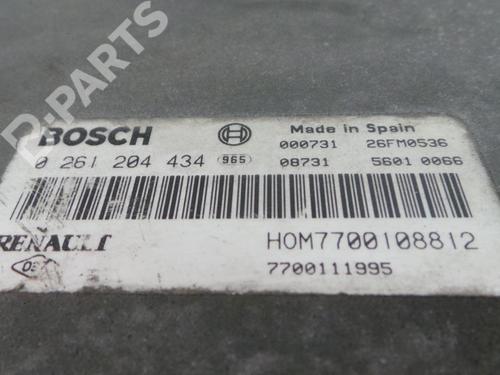 B-PARTS
BOSCH
Made in Spain
000731 26FM0536
0 261 204 434 965 08731 5601 0066
RENAULT
HOM7700108812
7700111995